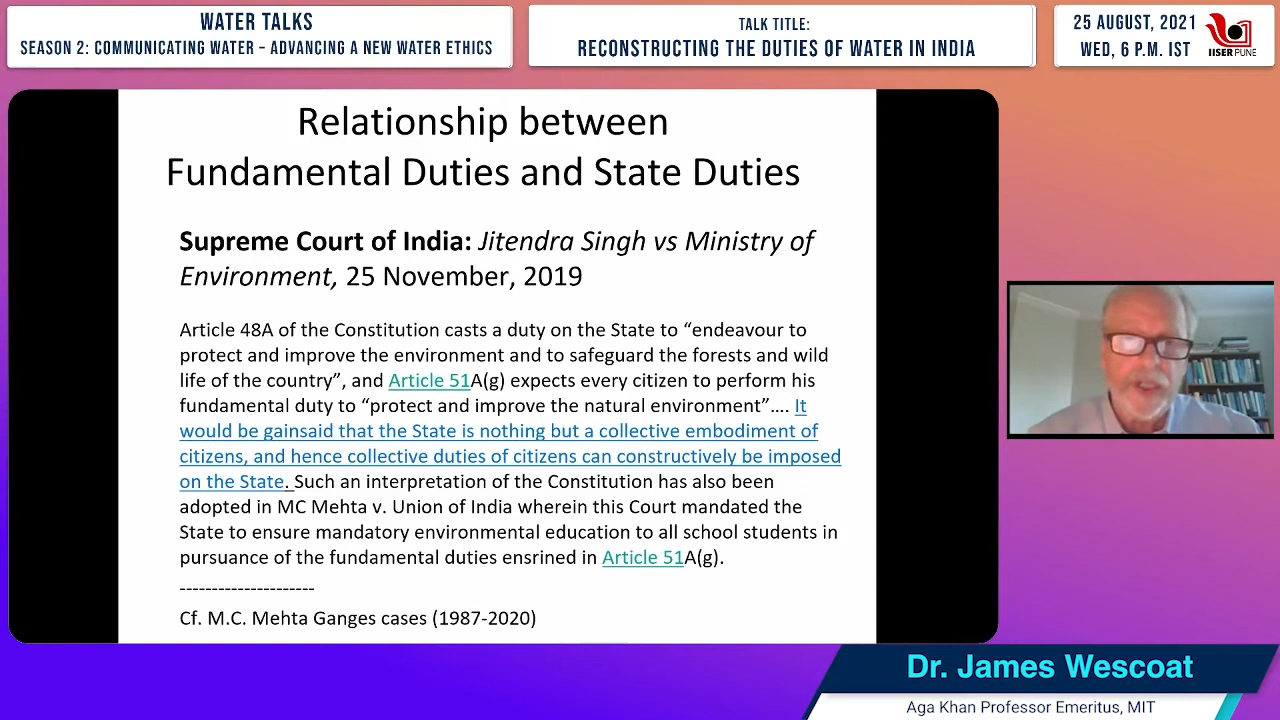 WATER TALKS
SEASON 2: COMMUNICATING WATER – ADVANCING A NEW WATER ETHICS
TALK TITLE:
RECONSTRUCTING THE DUTIES OF WATER IN INDIA
25 AUGUST, 2021
WED, 6 P.M. IST
IISER PUNE
Relationship between
Fundamental Duties and State Duties
Supreme Court of India: Jitendra Singh vs Ministry of
Environment, 25 November, 2019
Article 48A of the Constitution casts a duty on the State to “endeavour to
protect and improve the environment and to safeguard the forests and wild
life of the country”, and Article 51A(g) expects every citizen to perform his
fundamental duty to “protect and improve the natural environment”…. It
would be gainsaid that the State is nothing but a collective embodiment of
citizens, and hence collective duties of citizens can constructively be imposed
on the State. Such an interpretation of the Constitution has also been
adopted in MC Mehta v. Union of India wherein this Court mandated the
State to ensure mandatory environmental education to all school students in
pursuance of the fundamental duties ensrined in Article 51A(g).
---------------------
Cf. M.C. Mehta Ganges cases (1987-2020)
Dr. James Wescoat
Aga Khan Professor Emeritus, MIT